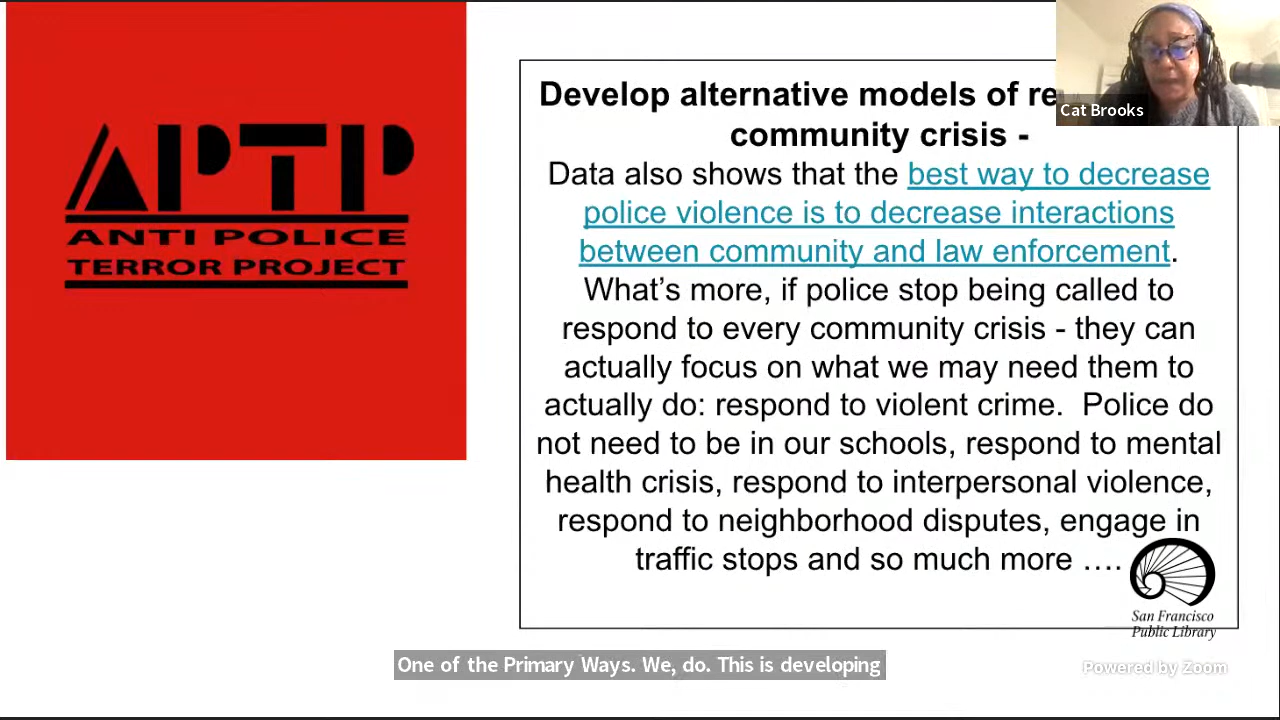 APTP
ANTI POLICE
TERROR PROJECT
Develop alternative models of
community crisis -
Data also shows that the best way to decrease
police violence is to decrease interactions
between community and law enforcement.
What's more, if police stop being called to
respond to every community crisis - they can
actually focus on what we may need them to
actually do: respond to violent crime.  Police do
not need to be in our schools, respond to mental
health crisis, respond to interpersonal violence,
respond to neighborhood disputes, engage in
traffic stops and so much more ….
Cat Brooks
San Francisco
Public Library
One of the Primary Ways. We, do. This is developing
Powered by Zoom